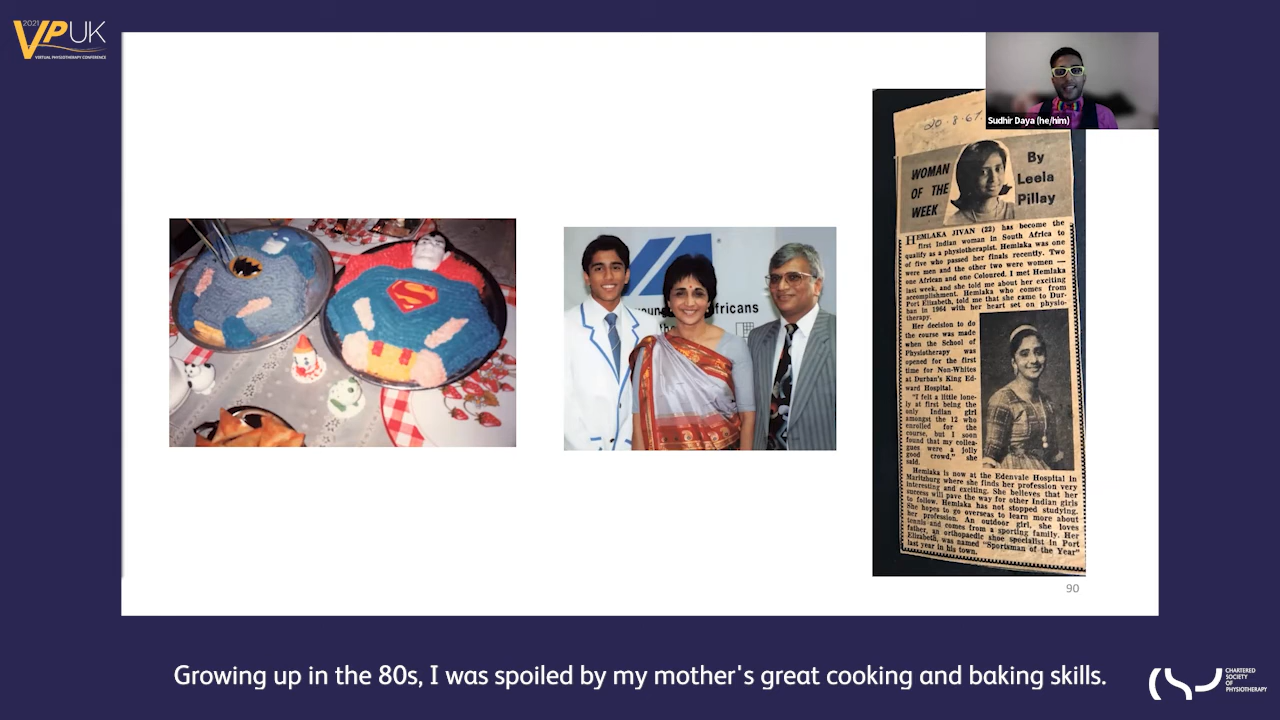 2021
VPUK
VIRTUAL PHYSIOTHERAPY CONFERENCE
Sudhir Daya (he/him)
20.8.67.
WOMAN
OF THE
WEEK
By
Leela
Pillay
HEMLAKA JIVAN (22) has become the
first Indian woman in South Africa to
qualify as a physiotherapist. Hemlaka was one
of five who passed her finals recently. Two
were men and the other two were women —
one African and one Coloured. I met Hemlaka
last week, and she told me about her exciting
accomplishment. Hemlaka who comes from
Port Elizabeth, told me that she came to Dur-
ban in 1964 with her heart set on physio-
therapy.
Her decision to do
the course was made
when the School of
Physiotherapy was
opened for the first
time for Non-Whites
at Durban's King Ed-
ward Hospital.
"I felt a little lone-
ly at first being the
only Indian girl
amongst the 12 who
enrolled for the
course, but I soon
found that my collea-
gues were a jolly
good crowd," she
said.
Hemlaka is now at the Edenvale Hospital in
Maritzburg where she finds her profession very
interesting and exciting. She believes that her
success will pave the way for other Indian girls
to follow. Hemlaka has not stopped studying.
She hopes to go overseas to learn more about
her profession. An outdoor girl, she loves
tennis and comes from a sporting family. Her
father, an orthopaedic shoe specialist in Port
Elizabeth, was named "Sportsman of the Year"
last year in his town.
90
Growing up in the 80s, I was spoiled by my mother's great cooking and baking skills.
CHARTERED
SOCIETY
OF
PHYSIOTHERAPY